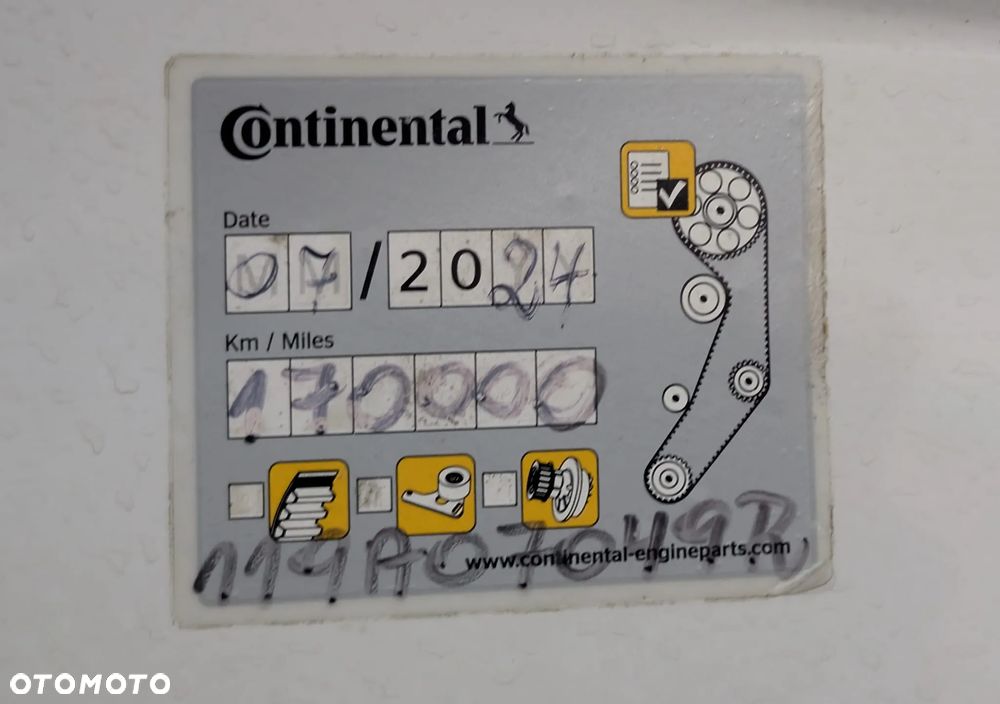 Continental
Date
07/2024
Km / Miles
170000
www.continental-engineparts.com
119A07049R
OTOMOTO